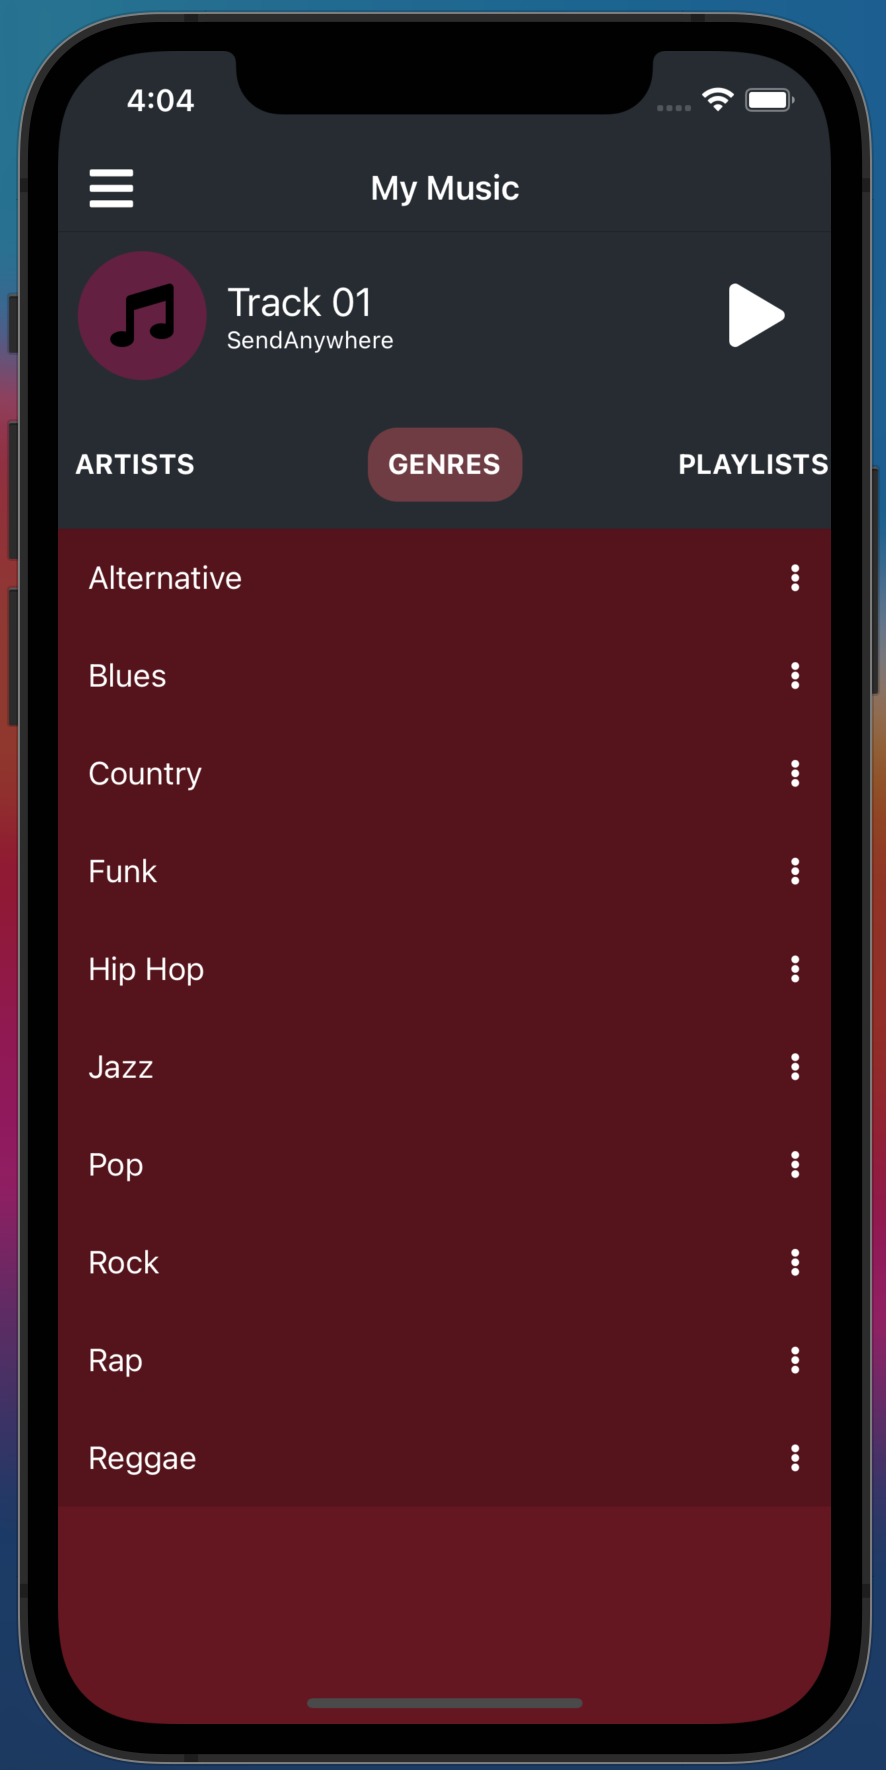 4:04
My Music
Track 01
SendAnywhere
ARTISTS GENRES PLAYLISTS
Alternative
Blues
Country
Funk
Hip Hop
Jazz
Pop
Rock
Rap
Reggae